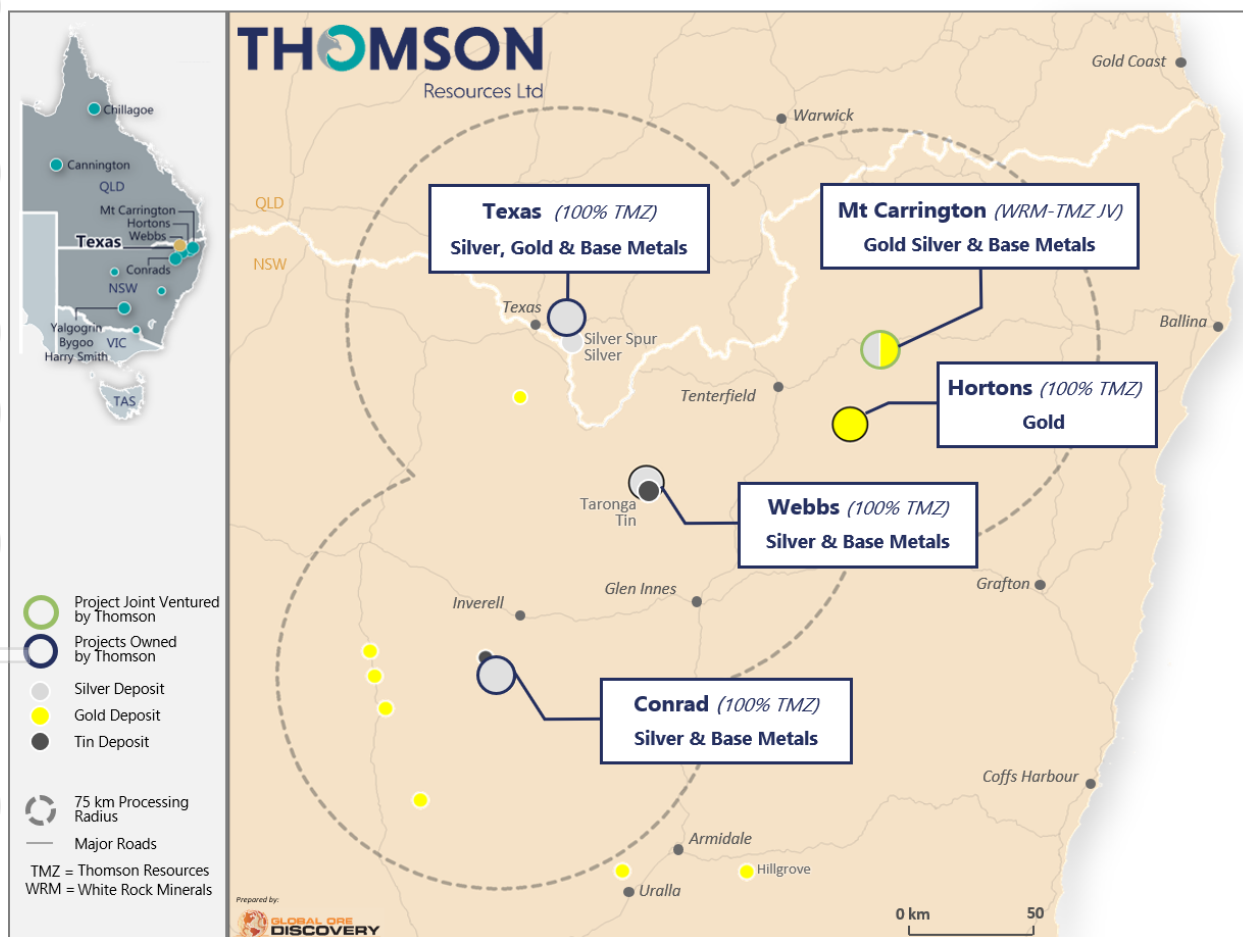 Chillagoe
Cannington
QLD
Mt Carrington
Hortons
Webbs
Texas
Conrads
NSW
Yalgogrin
Bygoo
Harry Smith
VIC
TAS
Project Joint Ventured
by Thomson
Projects Owned
by Thomson
Silver Deposit
Gold Deposit
Tin Deposit
75 km Processing
Radius
Major Roads
TMZ = Thomson Resources
WRM = White Rock Minerals
THOMSON
Resources Ltd
Gold Coast
Warwick
QLD
NSW
Texas (100% TMZ)
Silver, Gold & Base Metals
Mt Carrington (WRM-TMZ JV)
Gold Silver & Base Metals
Texas
Silver Spur
Silver
Ballina
Tenterfield
Hortons (100% TMZ)
Gold
Taronga
Tin
Webbs (100% TMZ)
Silver & Base Metals
Glen Innes
Grafton
Inverell
Conrad (100% TMZ)
Silver & Base Metals
Coffs Harbour
Armidale
Hillgrove
Uralla
Prepared by:
GLOBAL ORE
DISCOVERY
0 km 50